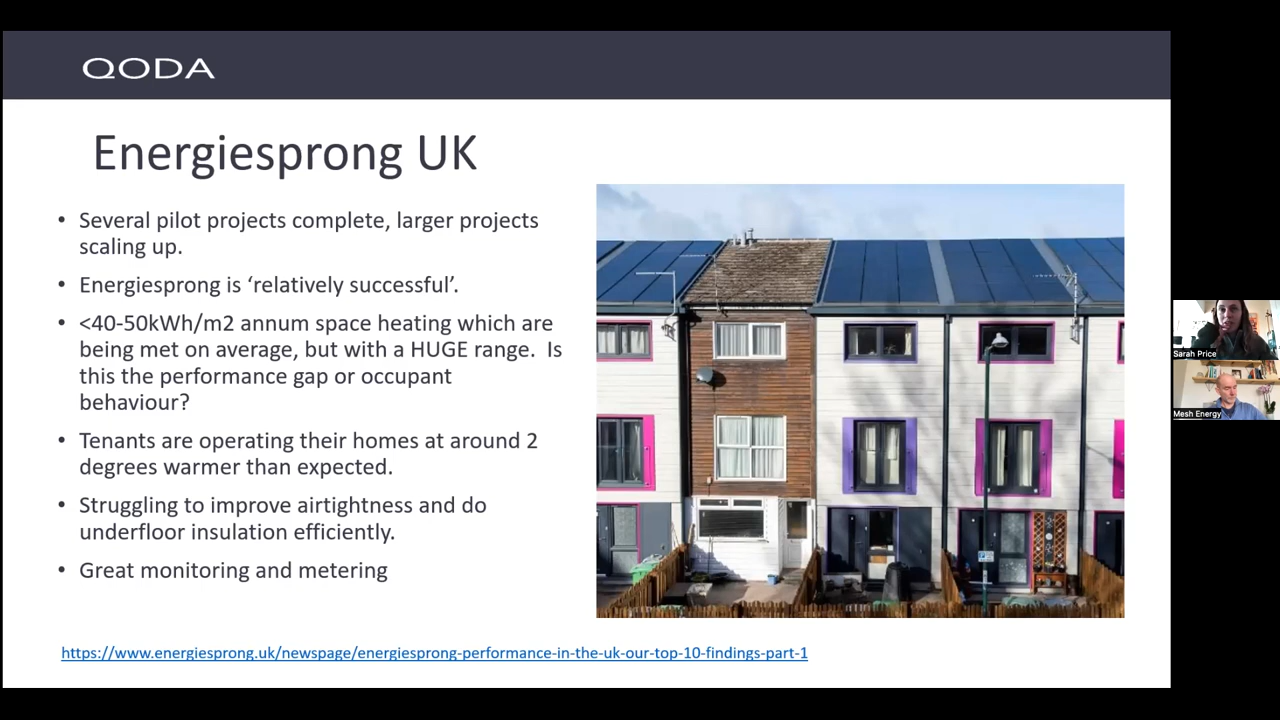 QODA
Energiesprong UK
• Several pilot projects complete, larger projects
scaling up.
• Energiesprong is ‘relatively successful’.
• <40-50kWh/m2 annum space heating which are
being met on average, but with a HUGE range.  Is
this the performance gap or occupant
behaviour?
• Tenants are operating their homes at around 2
degrees warmer than expected.
• Struggling to improve airtightness and do
underfloor insulation efficiently.
• Great monitoring and metering
https://www.energiesprong.uk/newspage/energiesprong-performance-in-the-uk-our-top-10-findings-part-1
Sarah Price
Mesh Energy